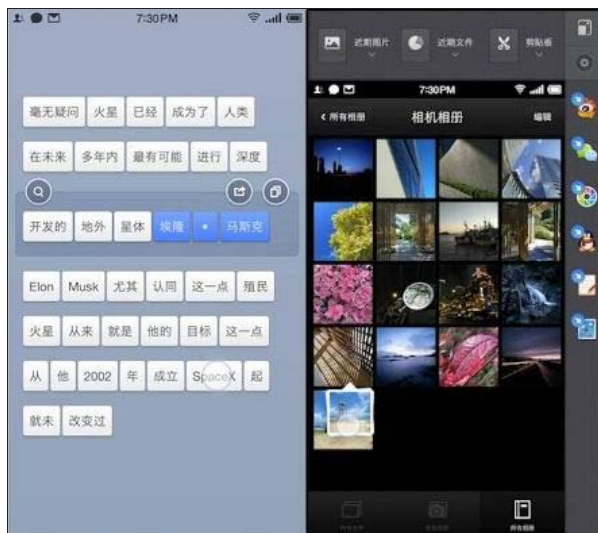 7:30PM
毫无疑问 火星 已经 成为了 人类
在未来 多年内 最有可能 进行 深度
开发的 地外 星体 埃隆 • 马斯克
Elon Musk 尤其 认同 这一点 殖民
火星 从来 就是 他的 目标 这一点
从 他 2002 年 成立 SpaceX 起
就未 改变过
近期图片 近期文件 剪贴板
7:30PM
所有相册 相机相册 编辑
所有相册